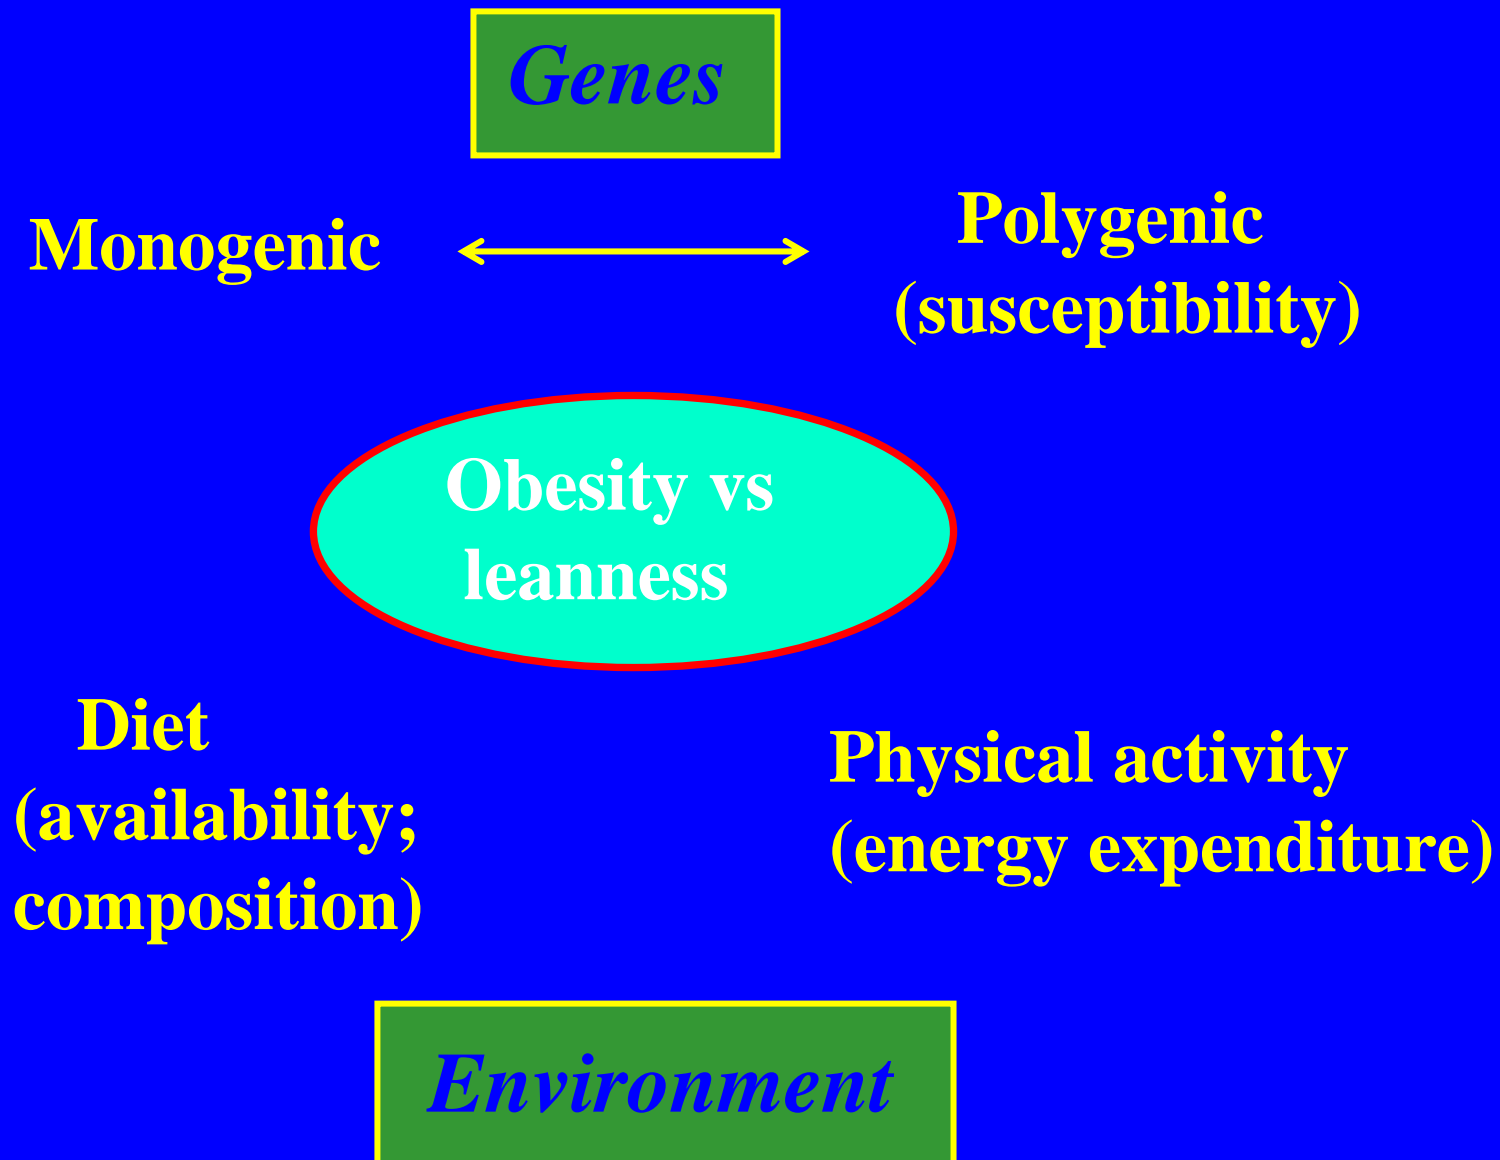 Genes
Monogenic
Polygenic
(susceptibility)
Obesity vs
leanness
Diet
(availability;
composition)
Physical activity
(energy expenditure)
Environment